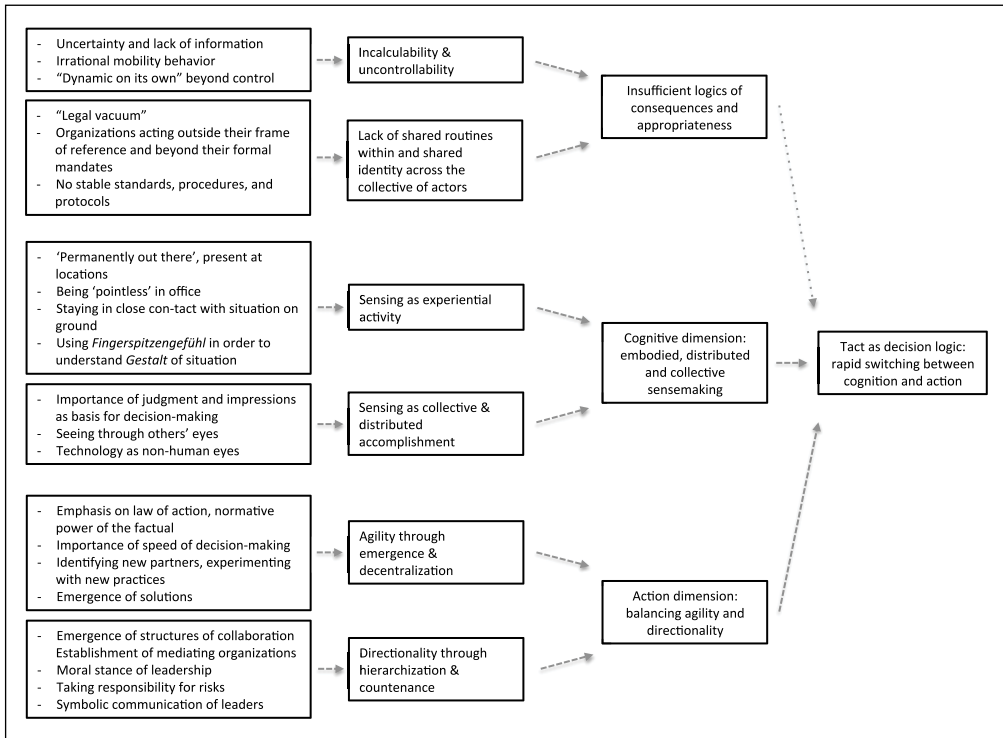 - Uncertainty and lack of information
- Irrational mobility behavior
- “Dynamic on its own” beyond control
Incalculability &
uncontrollability
- “Legal vacuum”
- Organizations acting outside their frame
of reference and beyond their formal
mandates
- No stable standards, procedures, and
protocols
Lack of shared routines
within and shared
identity across the
collective of actors
Insufficient logics of
consequences and
appropriateness
- ‘Permanently out there’, present at
locations
- Being ‘pointless’ in office
- Staying in close con-tact with situation on
ground
- Using Fingerspitzengefühl in order to
understand Gestalt of situation
Sensing as experiential
activity
- Importance of judgment and impressions
as basis for decision-making
- Seeing through others’ eyes
- Technology as non-human eyes
Sensing as collective &
distributed
accomplishment
Cognitive dimension:
embodied, distributed
and collective
sensemaking
Tact as decision logic:
rapid switching between
cognition and action
- Emphasis on law of action, normative
power of the factual
- Importance of speed of decision-making
- Identifying new partners, experimenting
with new practices
- Emergence of solutions
Agility through
emergence &
decentralization
- Emergence of structures of collaboration
Establishment of mediating organizations
- Moral stance of leadership
- Taking responsibility for risks
- Symbolic communication of leaders
Directionality through
hierarchization &
countenance
Action dimension:
balancing agility and
directionality